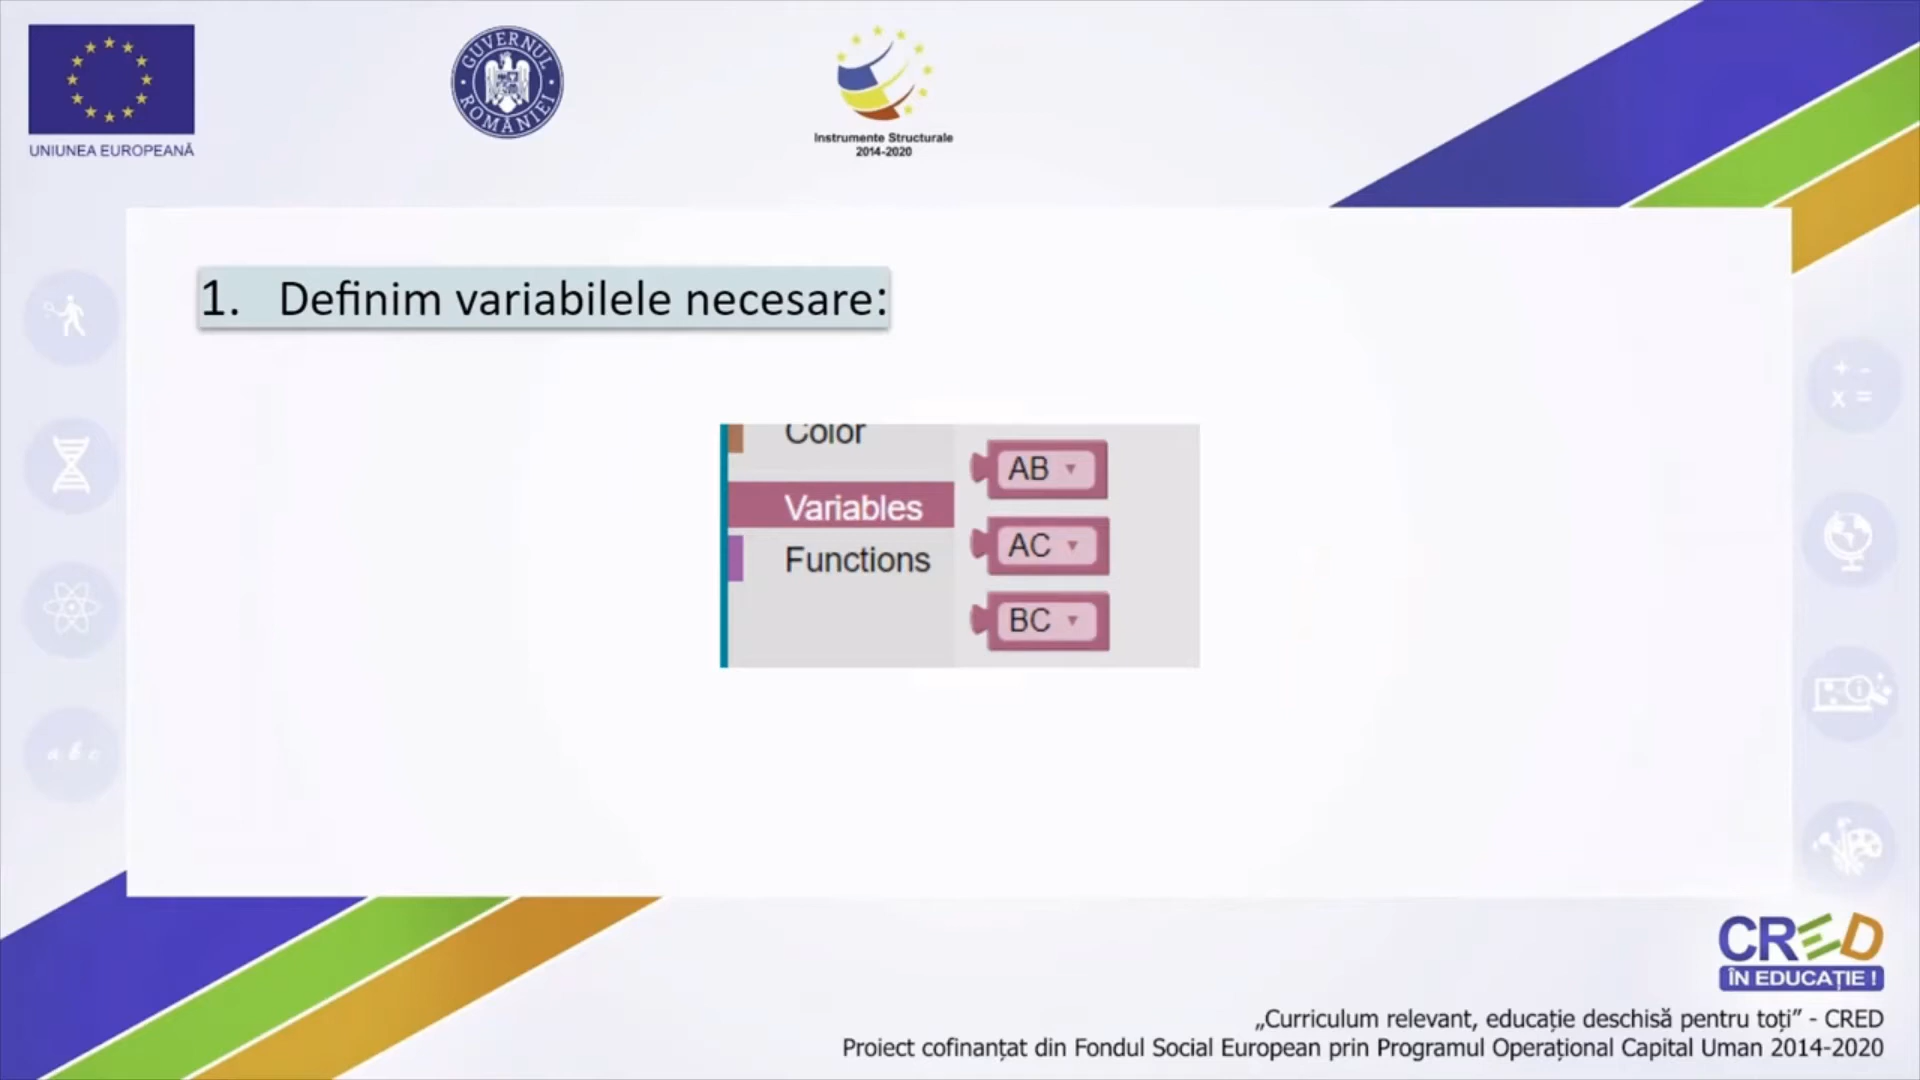 UNIUNEA EUROPEANĂ
GUVERNUL ROMÂNIEI
Instrumente Structurale
2014-2020
1. Definim variabilele necesare:
Color
Variables
Functions
AB
AC
BC
+ -
x =
a b c
CRED
ÎN EDUCAȚIE !
„Curriculum relevant, educație deschisă pentru toți” - CRED
Proiect cofinanțat din Fondul Social European prin Programul Operațional Capital Uman 2014-2020